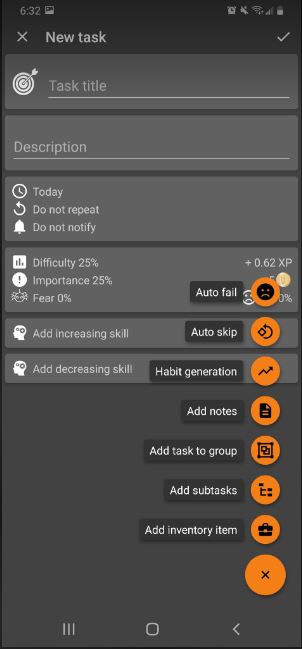 6:32
New task
Task title
Description
Today
Do not repeat
Do not notify
Difficulty 25%
+ 0.62 XP
Importance 25%
Fear 0%
0%
Auto fail
Add increasing skill
Auto skip
Add decreasing skill
Habit generation
Add notes
Add task to group
Add subtasks
Add inventory item